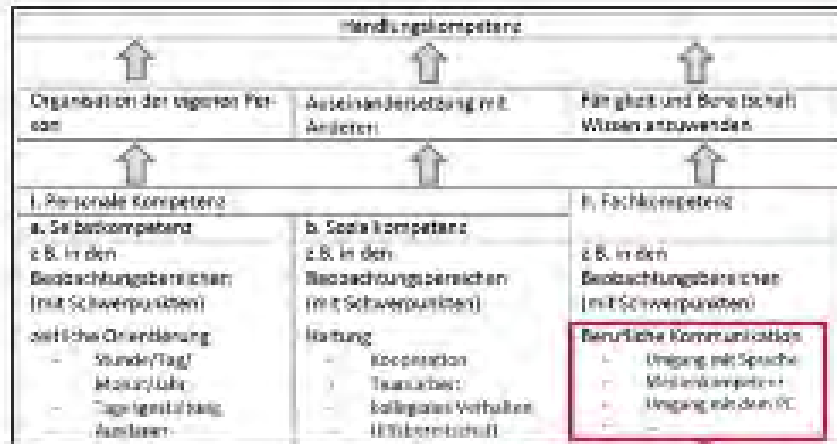 Handlungskompetenz
Organisation der eigenen Per-
son
Auseinandersetzung mit
Anderen
Fähigkeit und Bereitschaft
Wissen anzuwenden
I. Personale Kompetenz
a. Selbstkompetenz
z.B. in den
Beobachtungsbereichen
(mit Schwerpunkten)
zeitliche Orientierung
- Stunde/Tag/
Monat/Jahr
- Tagesgestaltung
- Ausdauer
b. Sozialkompetenz
z.B. in den
Beobachtungsbereichen
(mit Schwerpunkten)
Haltung
- Kooperation
- Teamarbeit
- kollegiales Verhalten
- Hilfsbereitschaft
Fachkompetenz
z.B. in den
Beobachtungsbereichen
(mit Schwerpunkten)
Berufliche Kommunikation
- Umgang mit Sprache
- Medienkompetenz
- Umgang mit dem PC